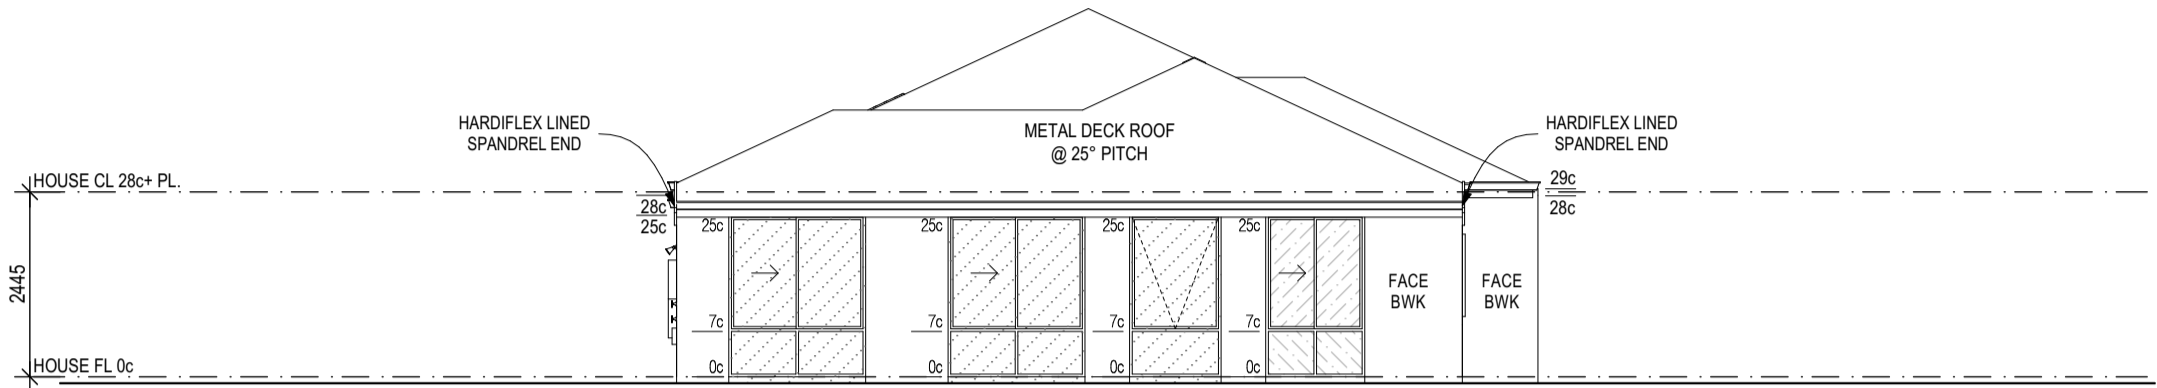 METAL DECK ROOF
@ 25° PITCH
HARDIFLEX LINED
SPANDREL END
HARDIFLEX LINED
SPANDREL END
HOUSE CL 28c+ PL.
29c
28c
28c
25c
25c
25c
25c
25c
2445
FACE
BWK
FACE
BWK
7c
7c
7c
7c
HOUSE FL 0c
0c
0c
0c
0c